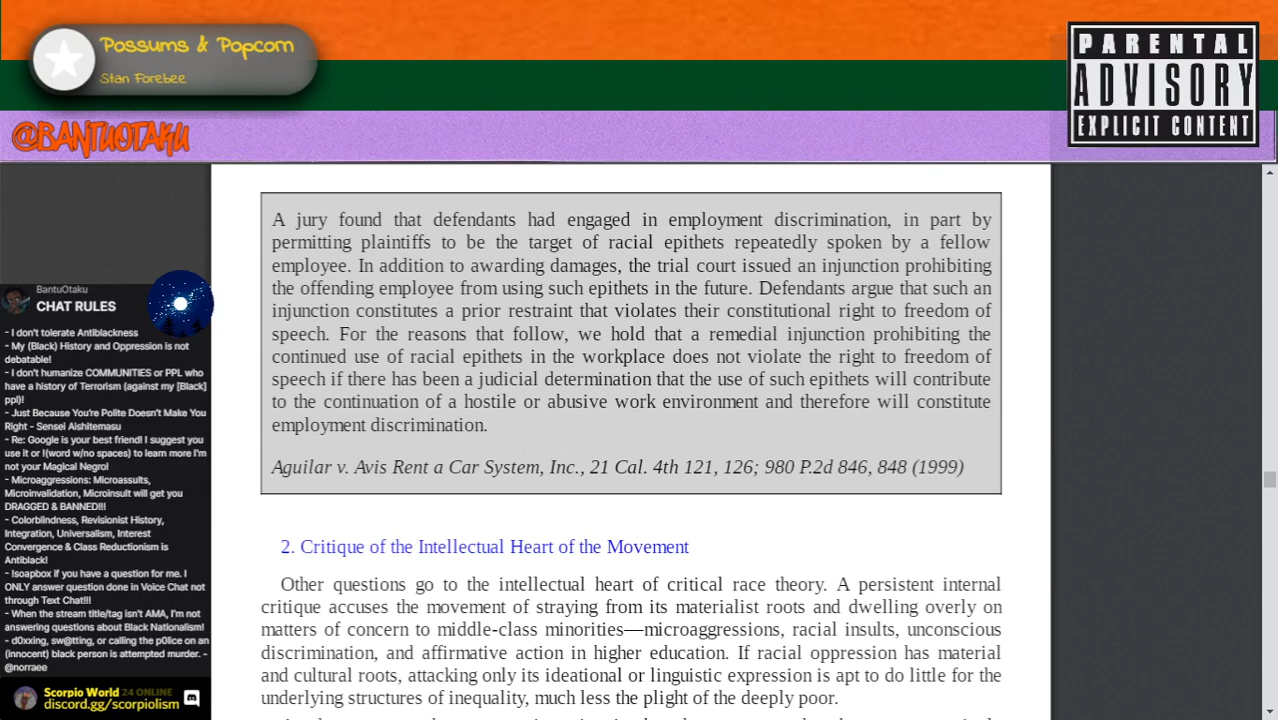 Possums & Popcorn
Stan Forebee
PARENTAL
ADVISORY
EXPLICIT CONTENT
@BANTUOTAKU
A jury found that defendants had engaged in employment discrimination, in part by
permitting plaintiffs to be the target of racial epithets repeatedly spoken by a fellow
employee. In addition to awarding damages, the trial court issued an injunction prohibiting
the offending employee from using such epithets in the future. Defendants argue that such an
injunction constitutes a prior restraint that violates their constitutional right to freedom of
speech. For the reasons that follow, we hold that a remedial injunction prohibiting the
continued use of racial epithets in the workplace does not violate the right to freedom of
speech if there has been a judicial determination that the use of such epithets will contribute
to the continuation of a hostile or abusive work environment and therefore will constitute
employment discrimination.
Aguilar v. Avis Rent a Car System, Inc., 21 Cal. 4th 121, 126; 980 P.2d 846, 848 (1999)
2. Critique of the Intellectual Heart of the Movement
Other questions go to the intellectual heart of critical race theory. A persistent internal
critique accuses the movement of straying from its materialist roots and dwelling overly on
matters of concern to middle-class minorities—microaggressions, racial insults, unconscious
discrimination, and affirmative action in higher education. If racial oppression has material
and cultural roots, attacking only its ideational or linguistic expression is apt to do little for the
underlying structures of inequality, much less the plight of the deeply poor.
BantuOtaku
CHAT RULES
- I don't tolerate Antiblackness
- My (Black) History and Oppression is not
debatable!
- I don't humanize COMMUNITIES or PPL who
have a history of Terrorism (against my [Black]
ppl)!
- Just Because You're Polite Doesn't Make You
Right - Sensei Aishitemasu
- Re: Google is your best friend! I suggest you
use it or !(word w/no spaces) to learn more I'm
not your Magical Negro!
- Microaggressions: Microassults,
Microinvalidation, Microinsult will get you
DRAGGED & BANNED!!!
- Colorblindness, Revisionist History,
Integration, Universalism, Interest
Convergence & Class Reductionism is
Antiblack!
- !soapbox if you have a question for me. I
ONLY answer question done in Voice Chat not
through Text Chat!!!
- When the stream title/tag isn't AMA, I'm not
answering questions about Black Nationalism!
- d0xxing, sw@tting, or calling the p0lice on an
(innocent) black person is attempted murder. -
@norraee
Scorpio World 24 ONLINE
discord.gg/scorpiolism